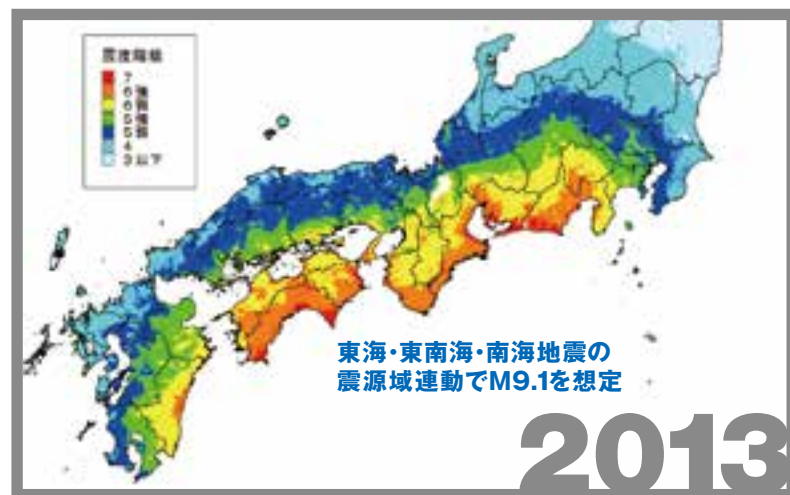 震度階級
7
6強
6弱
5強
5弱
4
3以下
東海・東南海・南海地震の
震源域連動でM9.1を想定
2013